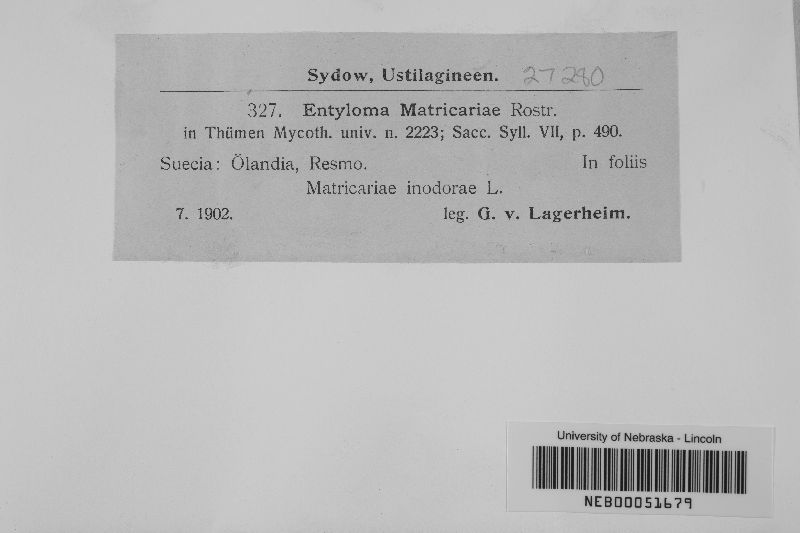 Sydow, Ustilagineen. 27280
327. Entyloma Matricariae Rostr.
in Thümen Mycoth. univ. n. 2223; Sacc. Syll. VII, p. 490.
Suecia: Ölandia, Resmo. In foliis
Matricariae inodorae L.
7. 1902. leg. G. v. Lagerheim.
University of Nebraska - Lincoln
NEB00051679